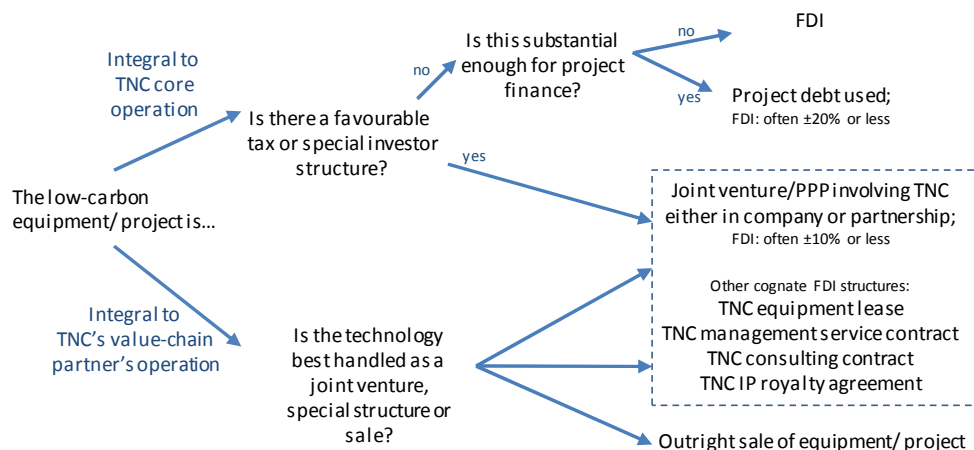 The low-carbon
equipment/ project is...
Integral to
TNC core
operation
Integral to
TNC's value-chain
partner's operation
Is there a favourable
tax or special investor
structure?
no
yes
Is this substantial
enough for project
finance?
no
yes
FDI
Project debt used;
FDI: often ±20% or less
Joint venture/PPP involving TNC
either in company or partnership;
FDI: often ±10% or less
Other cognate FDI structures:
TNC equipment lease
TNC management service contract
TNC consulting contract
TNC IP royalty agreement
Is the technology
best handled as a
joint venture,
special structure or
sale?
Outright sale of equipment/ project